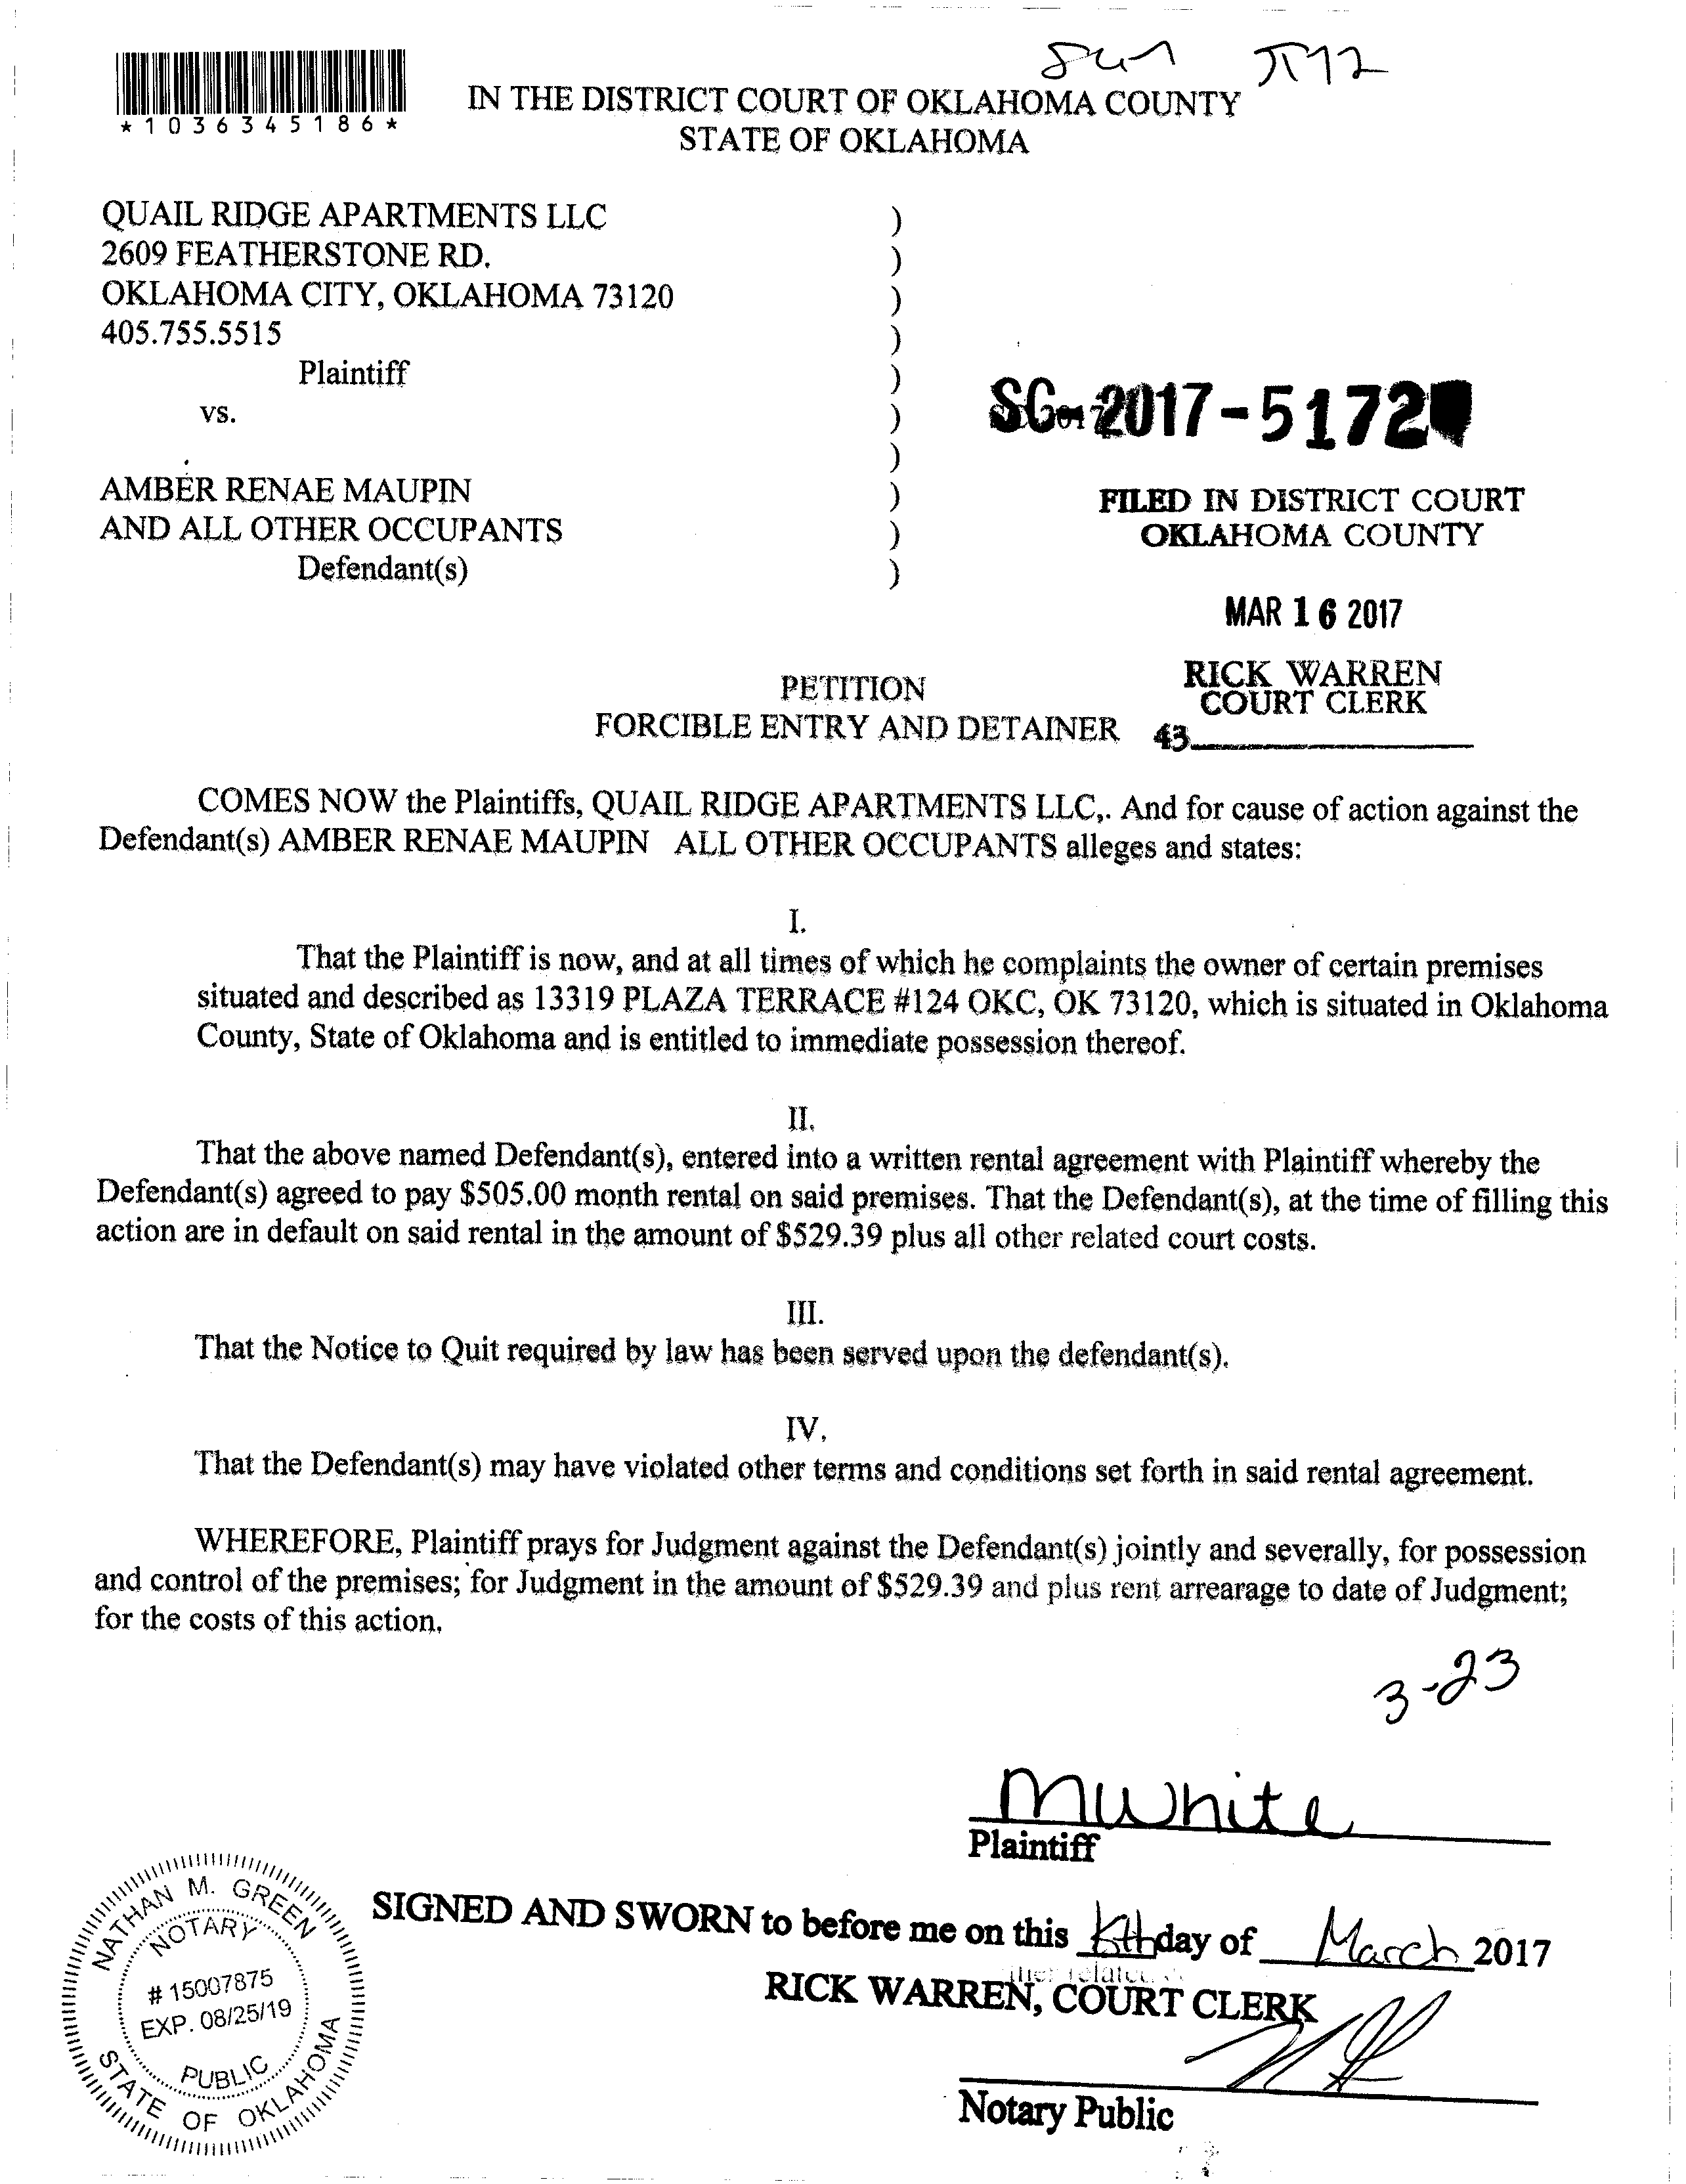 *1036345186*
IN THE DISTRICT COURT OF OKLAHOMA COUNTY
STATE OF OKLAHOMA
QUAIL RIDGE APARTMENTS LLC )
2609 FEATHERSTONE RD. )
OKLAHOMA CITY, OKLAHOMA 73120 )
405.755.5515 )
Plaintiff )
vs. )
)
AMBER RENAE MAUPIN )
AND ALL OTHER OCCUPANTS )
Defendant(s) )
2017-5172
FILED IN DISTRICT COURT
OKLAHOMA COUNTY
MAR 16 2017
RICK WARREN
COURT CLERK
43
PETITION
FORCIBLE ENTRY AND DETAINER
COMES NOW the Plaintiffs, QUAIL RIDGE APARTMENTS LLC,. And for cause of action against the
Defendant(s) AMBER RENAE MAUPIN ALL OTHER OCCUPANTS alleges and states:
I.
That the Plaintiff is now, and at all times of which he complaints the owner of certain premises
situated and described as 13319 PLAZA TERRACE #124 OKC, OK 73120, which is situated in Oklahoma
County, State of Oklahoma and is entitled to immediate possession thereof.
II.
That the above named Defendant(s), entered into a written rental agreement with Plaintiff whereby the
Defendant(s) agreed to pay $505.00 month rental on said premises. That the Defendant(s), at the time of filling this
action are in default on said rental in the amount of $529.39 plus all other related court costs.
III.
That the Notice to Quit required by law has been served upon the defendant(s).
IV.
That the Defendant(s) may have violated other terms and conditions set forth in said rental agreement.
WHEREFORE, Plaintiff prays for Judgment against the Defendant(s) jointly and severally, for possession
and control of the premises; for Judgment in the amount of $529.39 and plus rent arrearage to date of Judgment;
for the costs of this action.
3-23
MWhite
Plaintiff
SIGNED AND SWORN to before me on this day of March 2017
RICK WARREN, COURT CLERK
Notary Public
NATHAN M. GREEN
NOTARY
# 15007875
EXP. 08/25/19
PUBLIC
STATE OF OKLAHOMA